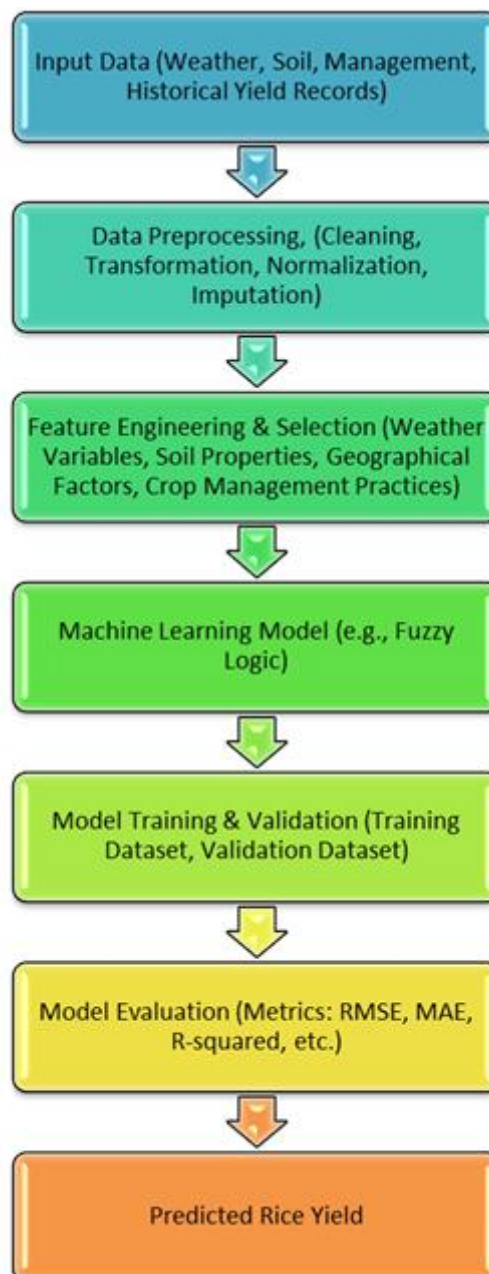 Input Data (Weather, Soil, Management,
Historical Yield Records)
Data Preprocessing, (Cleaning,
Transformation, Normalization,
Imputation)
Feature Engineering & Selection (Weather
Variables, Soil Properties, Geographical
Factors, Crop Management Practices)
Machine Learning Model (e.g., Fuzzy
Logic)
Model Training & Validation (Training
Dataset, Validation Dataset)
Model Evaluation (Metrics: RMSE, MAE,
R-squared, etc.)
Predicted Rice Yield